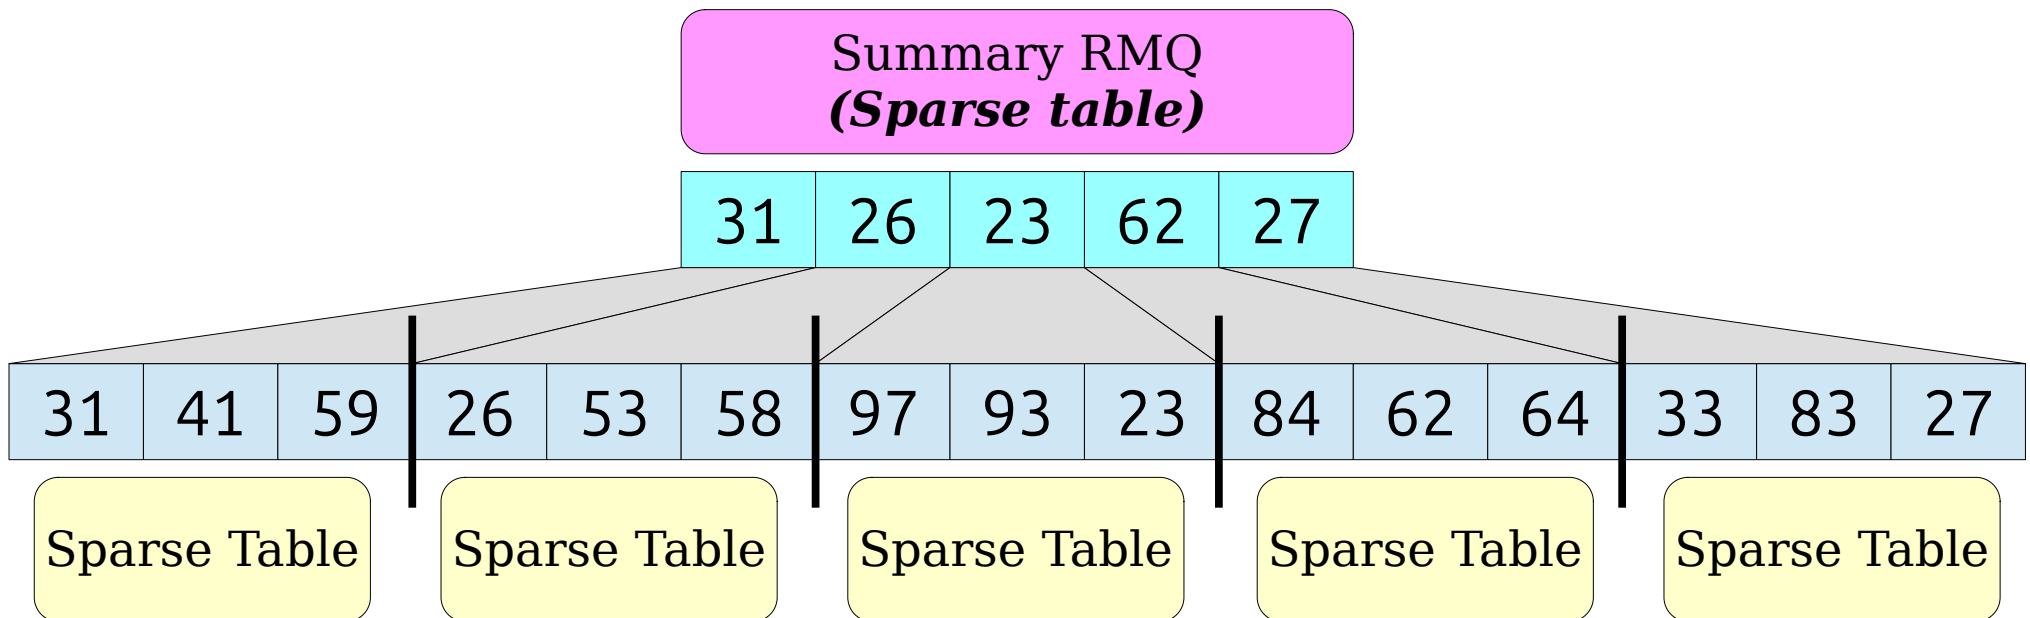 Summary RMQ
(Sparse table)
31 26 23 62 27
31 41 59 26 53 58 97 93 23 84 62 64 33 83 27
Sparse Table Sparse Table Sparse Table Sparse Table Sparse Table